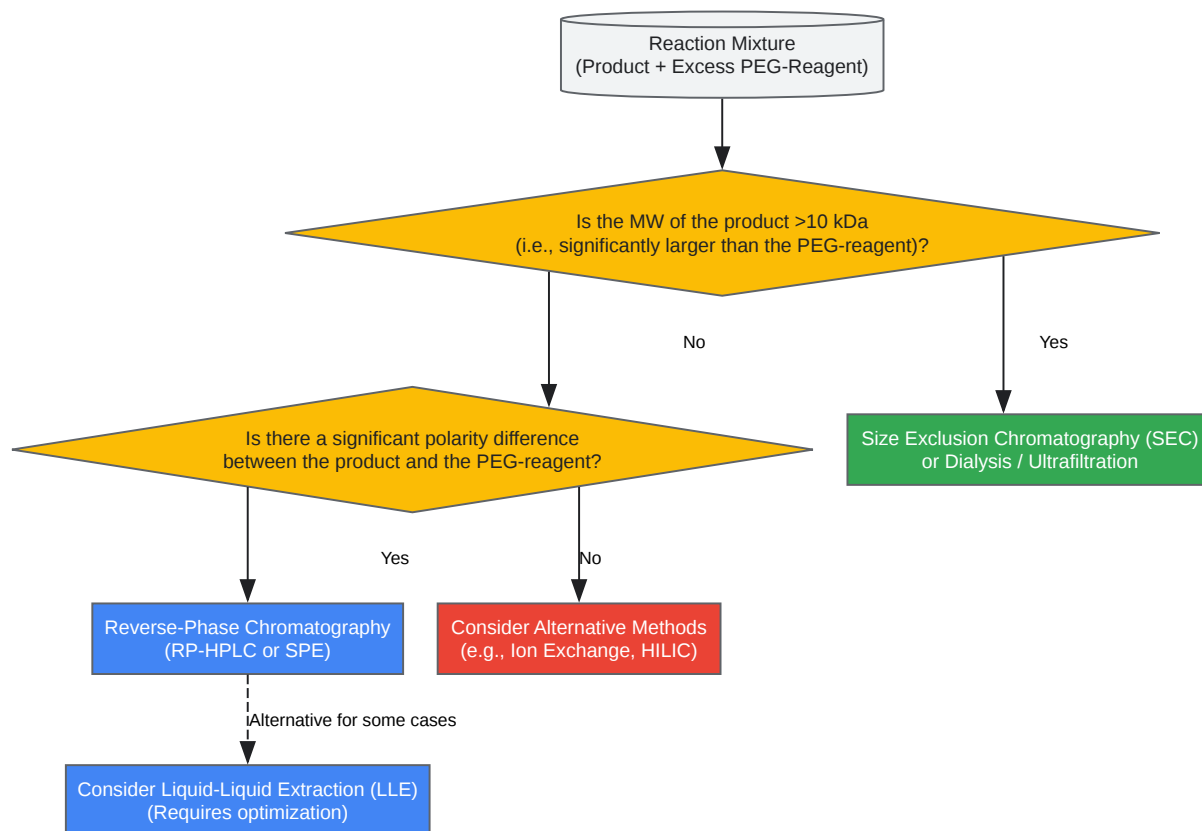 Reaction Mixture
(Product + Excess PEG-Reagent)
Is the MW of the product >10 kDa
(i.e., significantly larger than the PEG-reagent)?
No
Yes
Is there a significant polarity difference
between the product and the PEG-reagent?
Size Exclusion Chromatography (SEC)
or Dialysis / Ultrafiltration
Yes
No
Reverse-Phase Chromatography
(RP-HPLC or SPE)
Consider Alternative Methods
(e.g., Ion Exchange, HILIC)
Alternative for some cases
Consider Liquid-Liquid Extraction (LLE)
(Requires optimization)